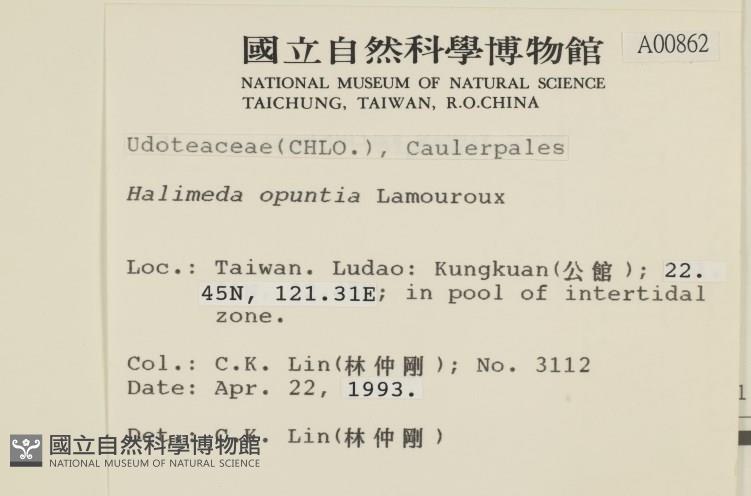 國立自然科學博物館
A00862
NATIONAL MUSEUM OF NATURAL SCIENCE
TAICHUNG, TAIWAN, R.O.CHINA
Udoteaceae(CHLO.), Caulerpales
Halimeda opuntia Lamouroux
Loc.: Taiwan. Ludao: Kungkuan(公館); 22.
45N, 121.31E; in pool of intertidal
zone.
Col.: C.K. Lin(林仲剛); No. 3112
Date: Apr. 22, 1993.
Det.: C.K. Lin(林仲剛)
國立自然科學博物館
NATIONAL MUSEUM OF NATURAL SCIENCE